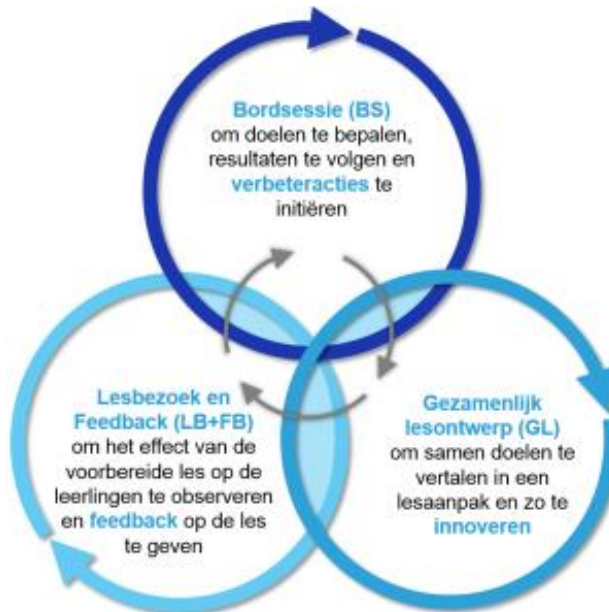 Bordsessie (BS)
om doelen te bepalen,
resultaten te volgen en
verbeteracties te
initiëren
Lesbezoek en
Feedback (LB+FB)
om het effect van de
voorbereide les op de
leerlingen te observeren
en feedback op de les
te geven
Gezamenlijk
lesontwerp (GL)
om samen doelen te
vertalen in een
lesaanpak en zo te
innoveren